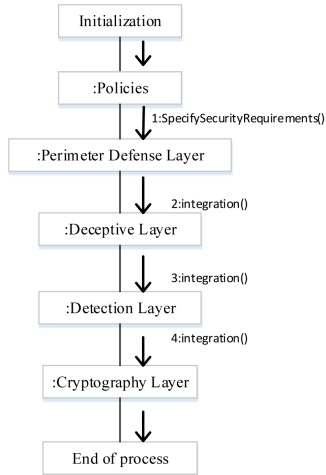 Initialization
:Policies
1:SpecifySecurityRequirements()
:Perimeter Defense Layer
2:integration()
:Deceptive Layer
3:integration()
:Detection Layer
4:integration()
:Cryptography Layer
End of process